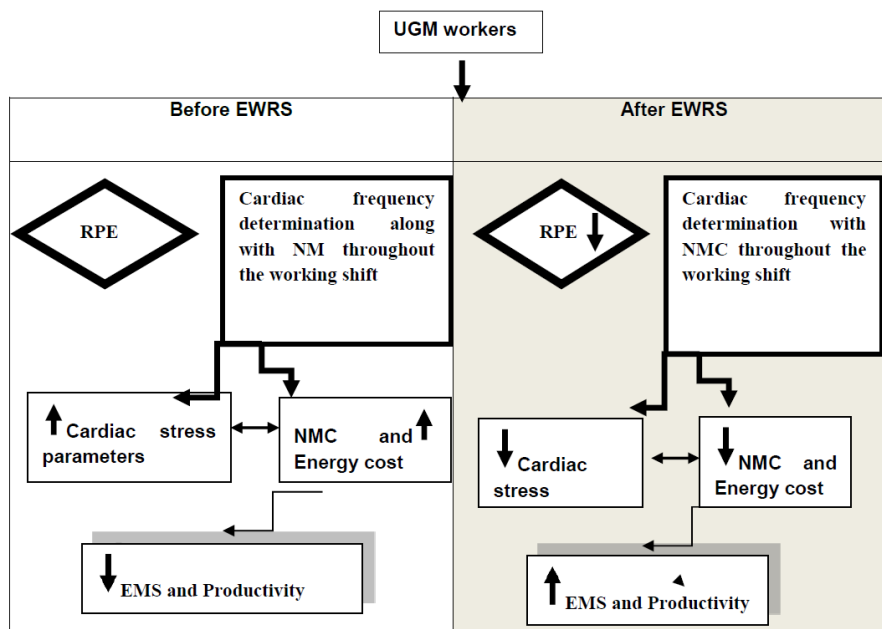 UGM workers
Before EWRS
After EWRS
RPE
Cardiac frequency
determination along
with NM throughout
the working shift
RPE
Cardiac frequency
determination with
NMC throughout the
working shift
Cardiac stress
parameters
NMC and
Energy cost
Cardiac
stress
NMC and
Energy cost
EMS and Productivity
EMS and Productivity